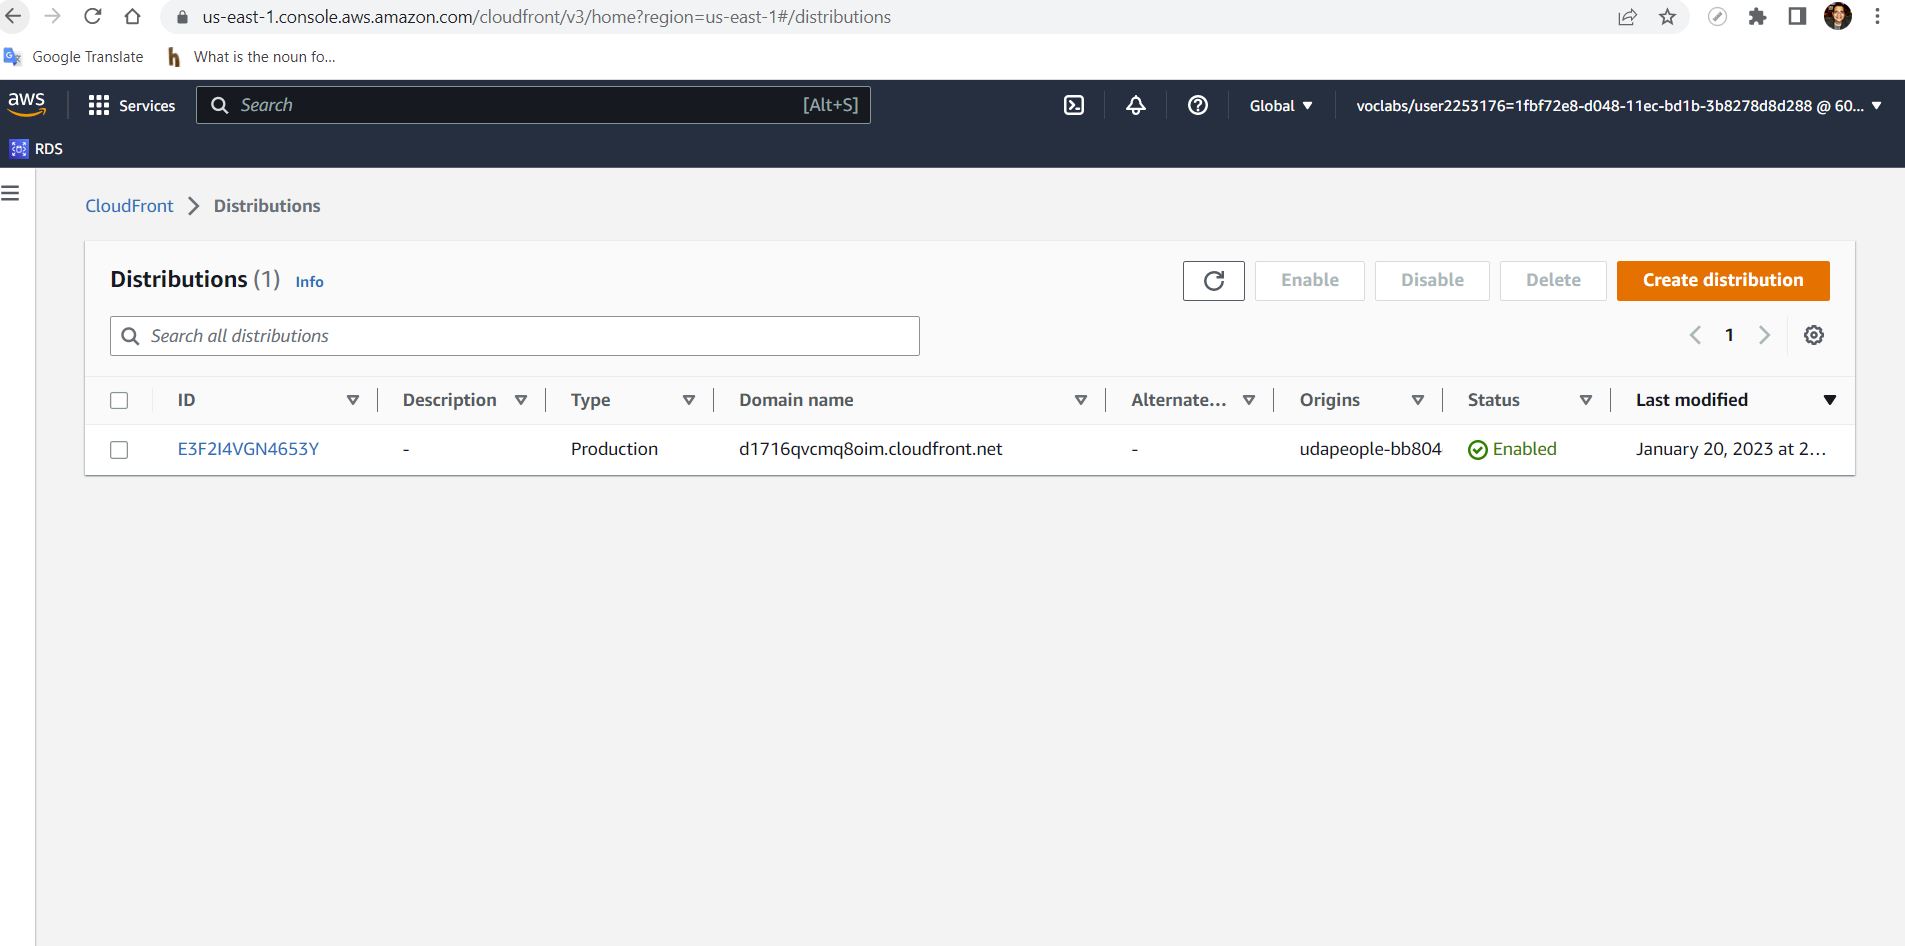 us-east-1.console.aws.amazon.com/cloudfront/v3/home?region=us-east-1#/distributions
Google Translate What is the noun fo...
aws Services Search [Alt+S] Global voclabs/user2253176=1fbf72e8-d048-11ec-bd1b-3b8278d8d288 @ 60...
RDS
CloudFront Distributions
Distributions (1) Info Enable Disable Delete Create distribution
Search all distributions 1
ID Description Type Domain name Alternate... Origins Status Last modified
E3F2I4VGN4653Y - Production d1716qvcmq8oim.cloudfront.net - udapeople-bb804 Enabled January 20, 2023 at 2...